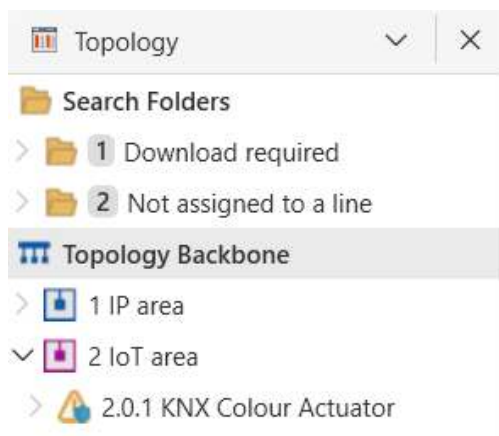 Topology
Search Folders
1 Download required
2 Not assigned to a line
Topology Backbone
1 IP area
2 IoT area
2.0.1 KNX Colour Actuator